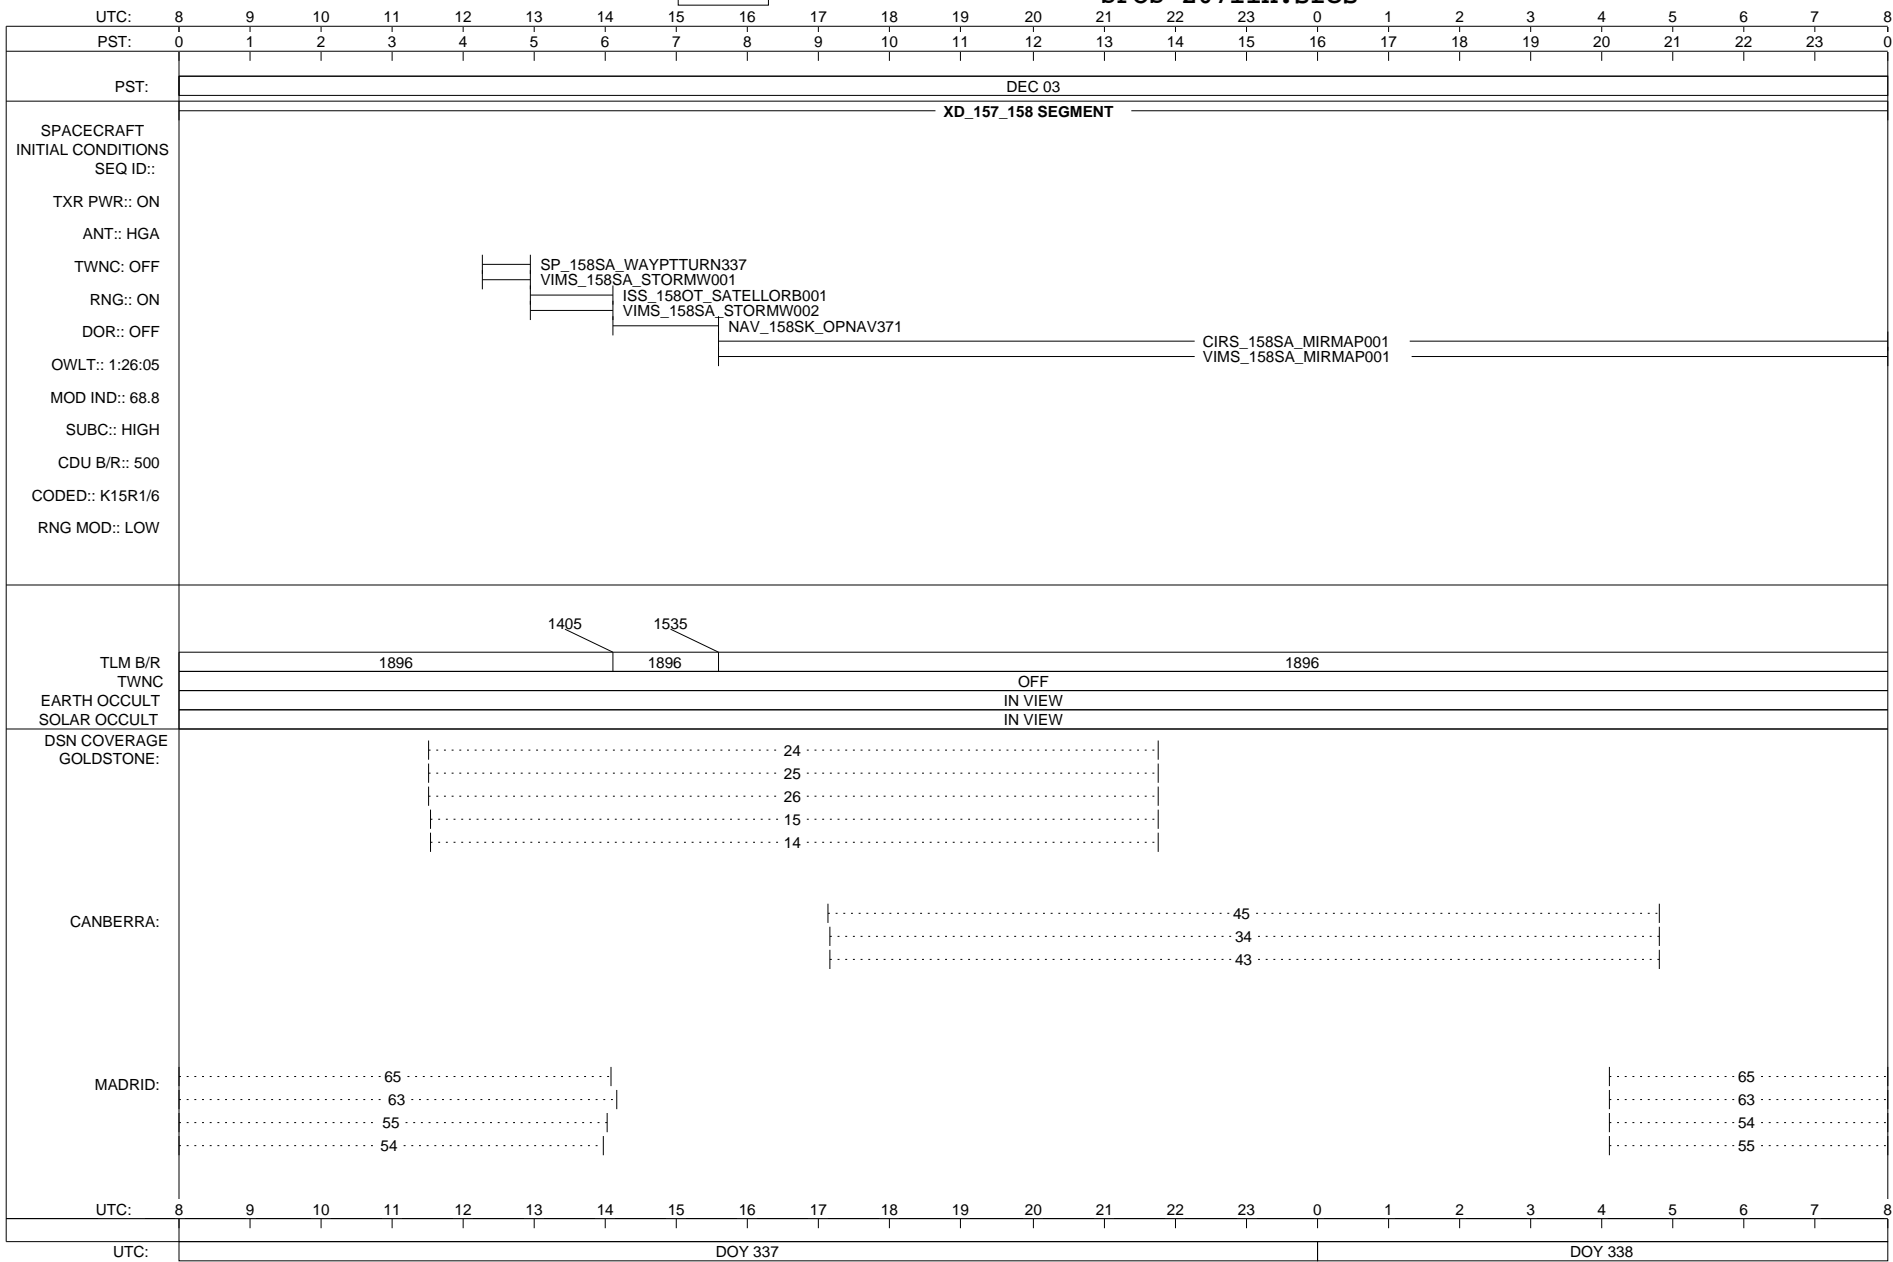 UTC: 8 9 10 11 12 13 14 15 16 17 18 19 20 21 22 23 0 1 2 3 4 5 6 7 8
PST: 0 1 2 3 4 5 6 7 8 9 10 11 12 13 14 15 16 17 18 19 20 21 22 23 0
PST: DEC 03
XD_157_158 SEGMENT
SPACECRAFT
INITIAL CONDITIONS
SEQ ID::
TXR PWR:: ON
ANT:: HGA
TWNC: OFF
SP_158SA_WAYPTTURN337
VIMS_158SA_STORMW001
RNG:: ON
ISS_158OT_SATELLORB001
VIMS_158SA_STORMW002
DOR:: OFF
NAV_158SK_OPNAV371
CIRS_158SA_MIRMAP001
VIMS_158SA_MIRMAP001
OWLT:: 1:26:05
MOD IND:: 68.8
SUBC:: HIGH
CDU B/R:: 500
CODED:: K15R1/6
RNG MOD:: LOW
1405 1535
TLM B/R 1896 1896 1896
TWNC OFF
EARTH OCCULT IN VIEW
SOLAR OCCULT IN VIEW
DSN COVERAGE
GOLDSTONE:
24
25
26
15
14
CANBERRA:
45
34
43
MADRID:
65 65
63 63
55 54
54 55
UTC: 8 9 10 11 12 13 14 15 16 17 18 19 20 21 22 23 0 1 2 3 4 5 6 7 8
UTC: DOY 337 DOY 338